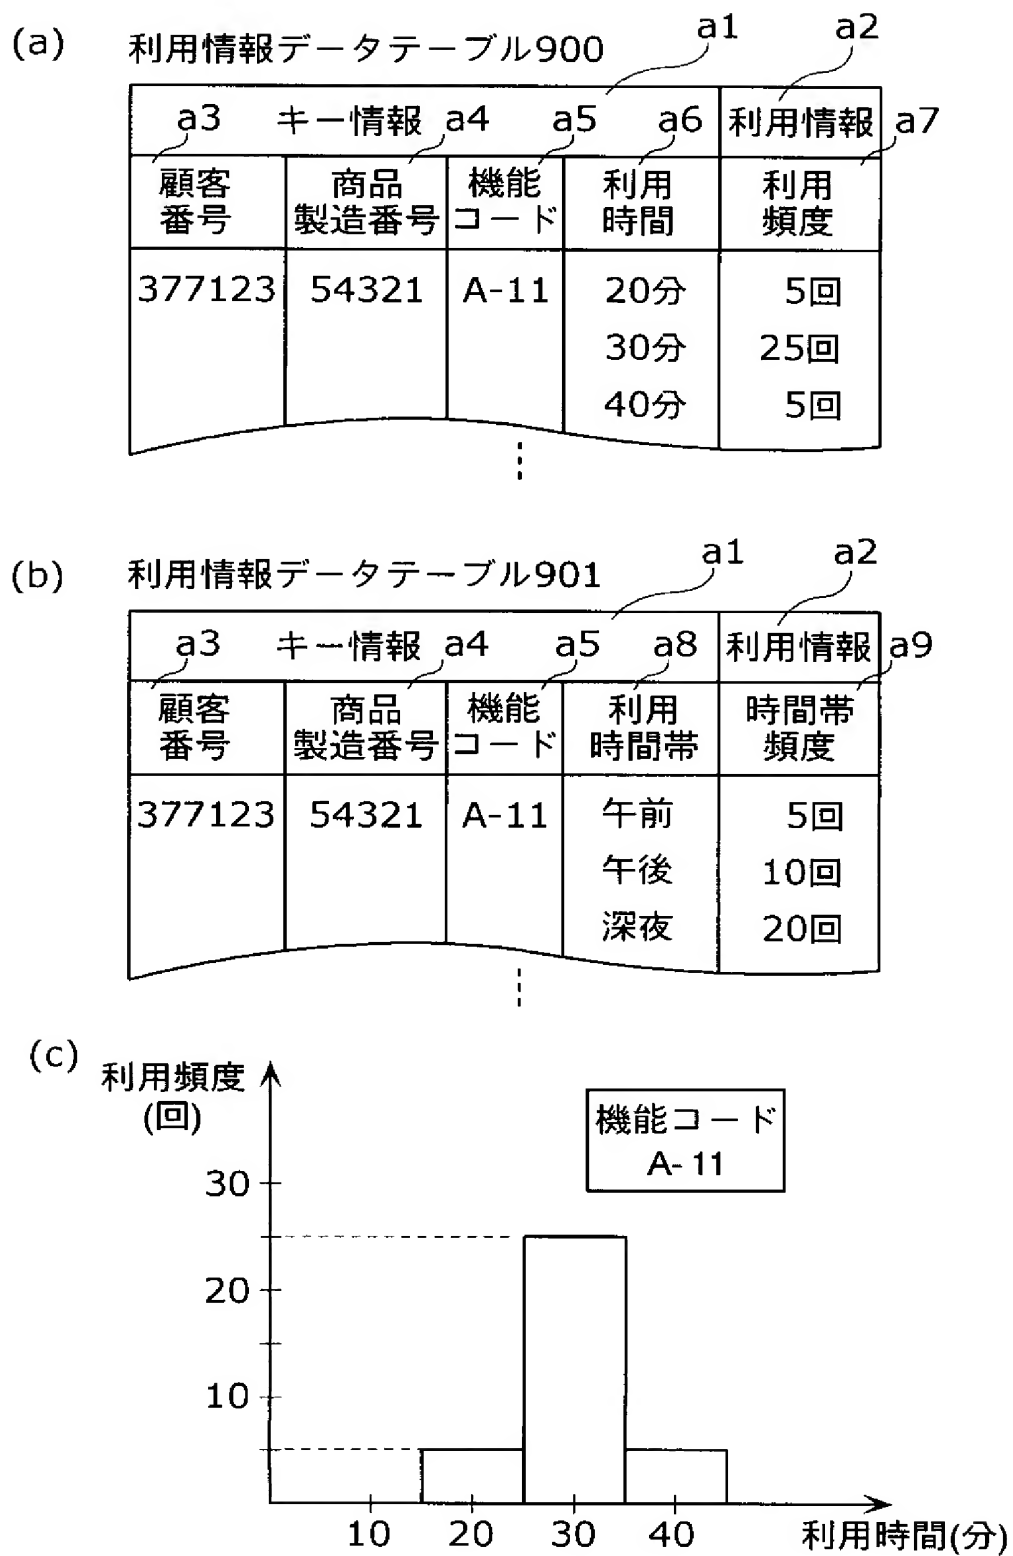 (a) 利用情報データテーブル900 a1 a2
a3 キー情報 a4 a5 a6 利用情報 a7
顧客番号 商品製造番号 機能コード 利用時間 利用頻度
377123 54321 A-11 20分 5回
30分 25回
40分 5回
(b) 利用情報データテーブル901 a1 a2
a3 キー情報 a4 a5 a8 利用情報 a9
顧客番号 商品製造番号 機能コード 利用時間帯 時間帯頻度
377123 54321 A-11 午前 5回
午後 10回
深夜 20回
(c)
利用頻度
(回)
機能コード
A-11
30
20
10
10 20 30 40 利用時間(分)